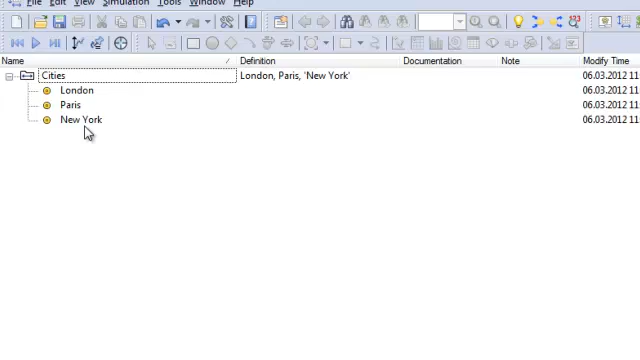 File Edit View Simulation Tools Window Help
Name Definition Documentation Note Modify Time
Cities London, Paris, 'New York' 06.03.2012 11
London 06.03.2012 11
Paris 06.03.2012 11
New York 06.03.2012 11